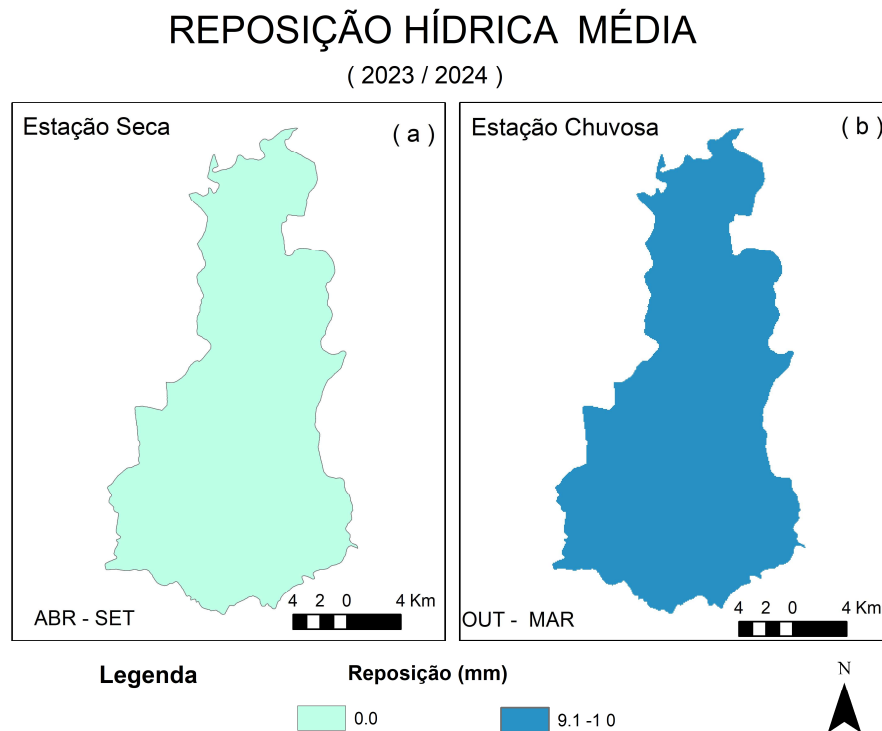 REPOSIÇÃO HÍDRICA MÉDIA
( 2023 / 2024 )
Estação Seca
( a )
ABR - SET
4 2 0 4 Km
Estação Chuvosa
( b )
OUT - MAR
4 2 0 4 Km
Legenda
Reposição (mm)
0.0
9.1 -1 0
N